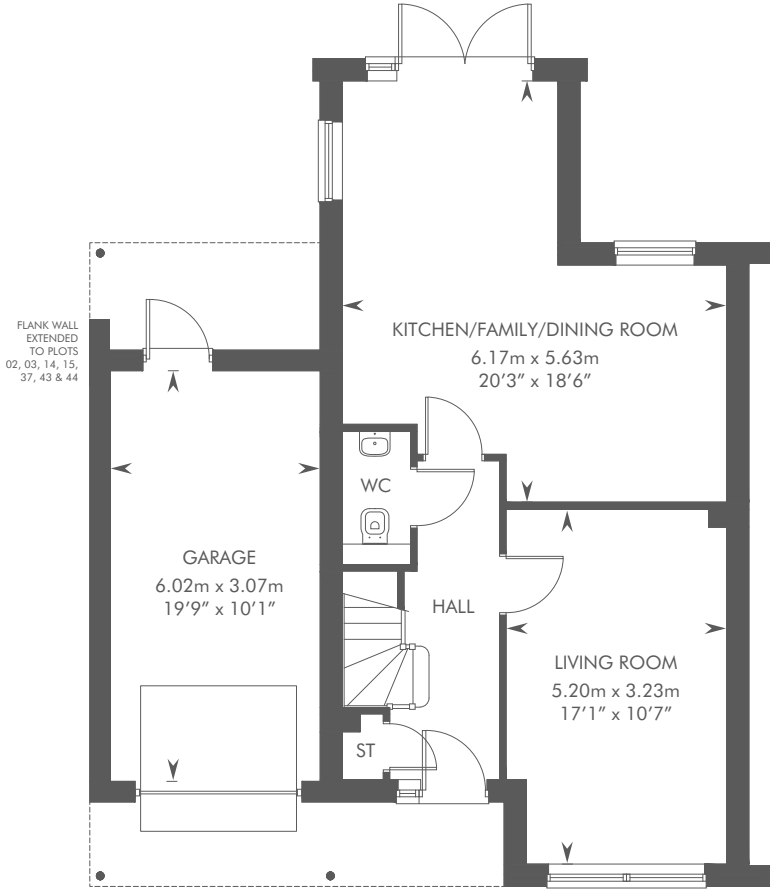 FLANK WALL
EXTENDED
TO PLOTS
02, 03, 14, 15,
37, 43 & 44
KITCHEN/FAMILY/DINING ROOM
6.17m x 5.63m
20’3” x 18’6”
WC
GARAGE
6.02m x 3.07m
19’9” x 10’1”
HALL
LIVING ROOM
5.20m x 3.23m
17’1” x 10’7”
ST